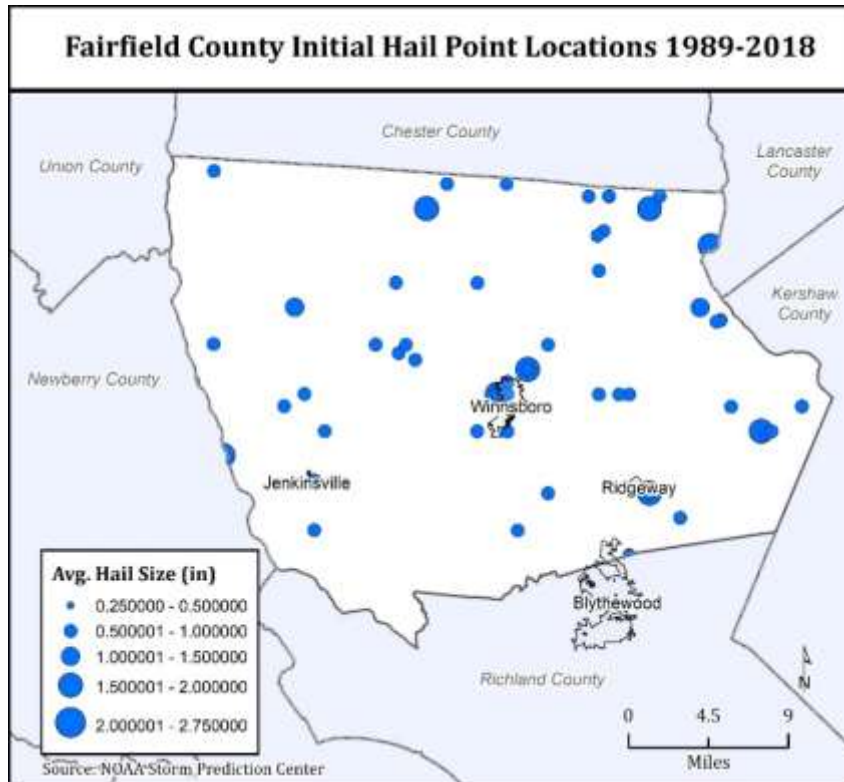 Fairfield County Initial Hail Point Locations 1989-2018
Chester County
Union County
Lancaster
County
Kershaw
County
Newberry County
Winnsboro
Jenkinsville
Ridgeway
Blythewood
Richland County
Avg. Hail Size (in)
0.250000 - 0.500000
0.500001 - 1.000000
1.000001 - 1.500000
1.500001 - 2.000000
2.000001 - 2.750000
N
0 4.5 9
Miles
Source: NOAA Storm Prediction Center